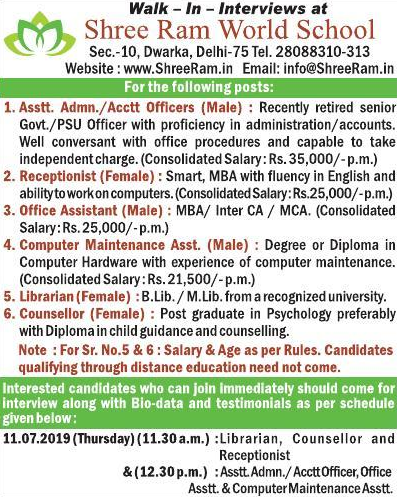 Walk – In – Interviews at
Shree Ram World School
Sec.-10, Dwarka, Delhi-75 Tel. 28088310-313
Website : www.ShreeRam.in Email: info@ShreeRam.in
For the following posts:
1. Asstt. Admn./Acctt Officers (Male) : Recently retired senior
Govt./PSU Officer with proficiency in administration/accounts.
Well conversant with office procedures and capable to take
independent charge. (Consolidated Salary: Rs. 35,000/- p.m.)
2. Receptionist (Female) : Smart, MBA with fluency in English and
ability to work on computers. (Consolidated Salary: Rs.25,000/- p.m.)
3. Office Assistant (Male) : MBA/ Inter CA / MCA. (Consolidated
Salary: Rs. 25,000/- p.m.)
4. Computer Maintenance Asst. (Male) : Degree or Diploma in
Computer Hardware with experience of computer maintenance.
(Consolidated Salary : Rs. 21,500/- p.m.)
5. Librarian (Female) : B.Lib. / M.Lib. from a recognized university.
6. Counsellor (Female) : Post graduate in Psychology preferably
with Diploma in child guidance and counselling.
Note : For Sr. No.5 & 6 : Salary & Age as per Rules. Candidates
qualifying through distance education need not come.
Interested candidates who can join immediately should come for
interview along with Bio-data and testimonials as per schedule
given below :
11.07.2019 (Thursday) (11.30 a.m.) : Librarian, Counsellor and
Receptionist
& (12.30 p.m.) : Asstt. Admn./ Acctt Officer, Office
Asstt. & Computer Maintenance Asstt.